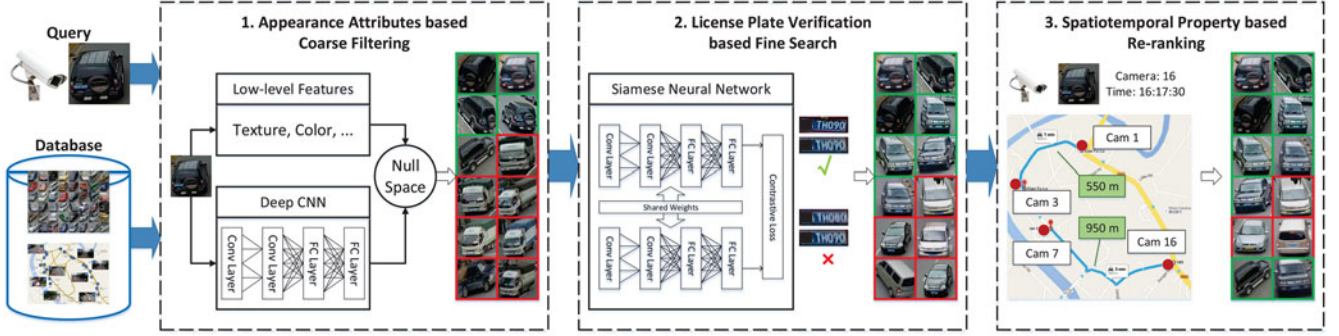 Query
Database
1. Appearance Attributes based
Coarse Filtering
Low-level Features
Texture, Color, ...
Deep CNN
Conv Layer
Conv Layer
FC Layer
FC Layer
Null
Space
2. License Plate Verification
based Fine Search
Siamese Neural Network
Conv Layer
Conv Layer
FC Layer
FC Layer
Shared Weights
Conv Layer
Conv Layer
FC Layer
FC Layer
Contrastive Loss
3. Spatiotemporal Property based
Re-ranking
Camera: 16
Time: 16:17:30
Cam 1
550 m
Cam 3
950 m
Cam 7
Cam 16